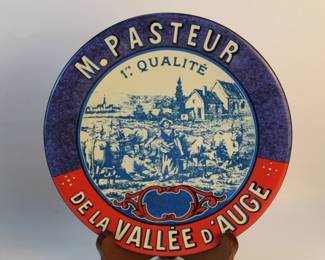 M. PASTEUR
1re QUALITÉ
DE LA VALLÉE D'AUGE